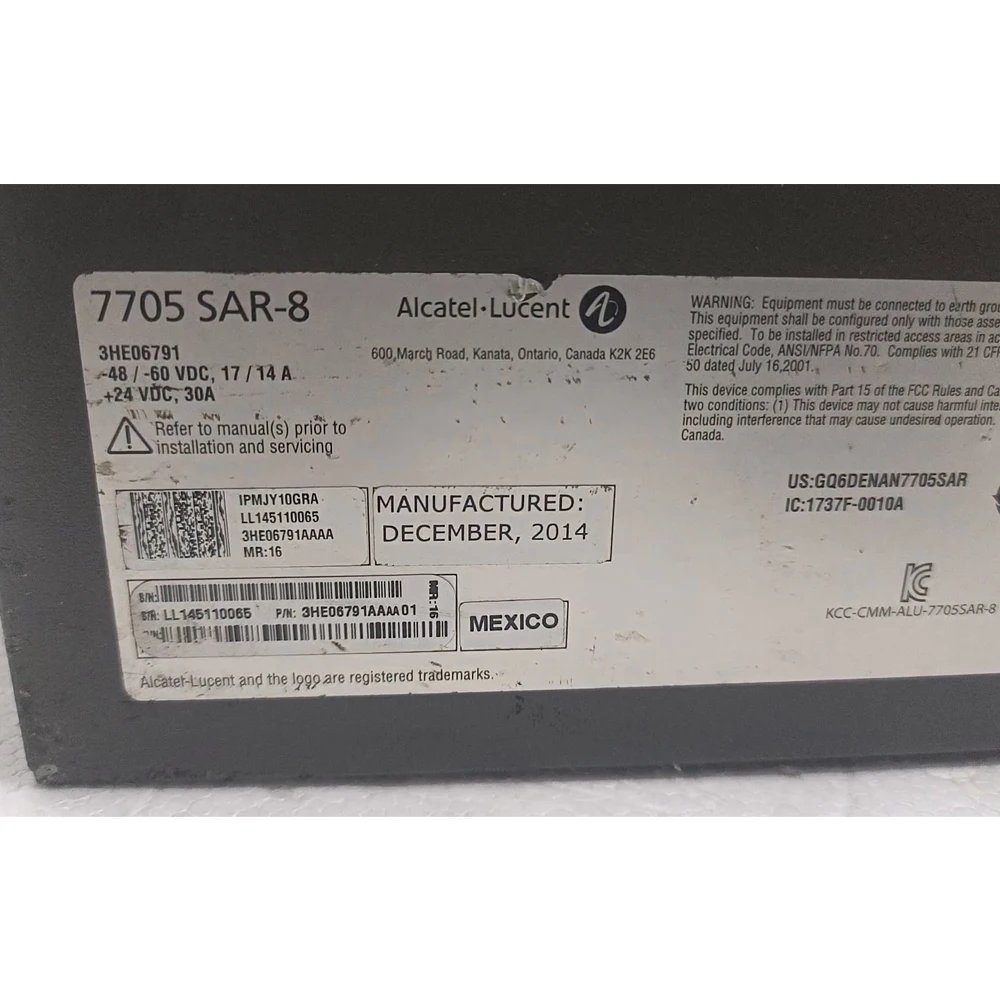 7705 SAR-8
3HE06791
-48 / -60 VDC, 17 / 14 A
+24 VDC, 30A
Refer to manual(s) prior to
installation and servicing
Alcatel·Lucent
600 March Road, Kanata, Ontario, Canada K2K 2E6
WARNING: Equipment must be connected to earth
This equipment shall be configured only with those
specified. To be installed in restricted access areas in
Electrical Code, ANSI/NFPA No.70. Complies with 21
50 dated July 16,2001.
This device complies with Part 15 of the FCC Rules and
two conditions: (1) This device may not cause harmful
including interference that may cause undesired operation.
Canada.
IPMJY10GRA
LL145110065
3HE06791AAAA
MR:16
MANUFACTURED:
DECEMBER, 2014
US:GQ6DENAN7705SAR
IC:1737F-0010A
KCC-CMM-ALU-7705SAR-8
S/N:
S/N: LL145110065 P/N: 3HE06791AAAA01
MR:16
MEXICO
Alcatel-Lucent and the logo are registered trademarks.